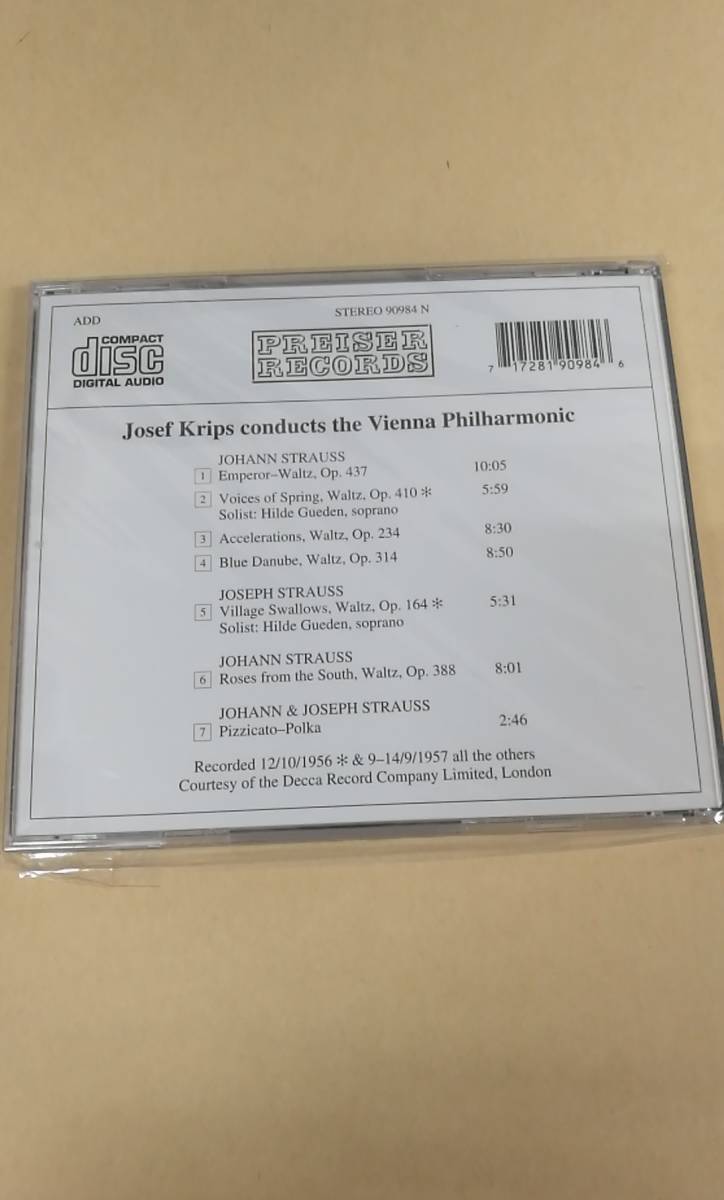 ADD
STEREO 90984 N
COMPACT
disc
DIGITAL AUDIO
PREISER
RECORDS
7 17281 90984 6
Josef Krips conducts the Vienna Philharmonic
JOHANN STRAUSS
1 Emperor–Waltz, Op. 437 10:05
2 Voices of Spring, Waltz, Op. 410 * 5:59
Solist: Hilde Gueden, soprano
3 Accelerations, Waltz, Op. 234 8:30
4 Blue Danube, Waltz, Op. 314 8:50
JOSEPH STRAUSS
5 Village Swallows, Waltz, Op. 164 * 5:31
Solist: Hilde Gueden, soprano
JOHANN STRAUSS
6 Roses from the South, Waltz, Op. 388 8:01
JOHANN & JOSEPH STRAUSS
7 Pizzicato–Polka 2:46
Recorded 12/10/1956 * & 9–14/9/1957 all the others
Courtesy of the Decca Record Company Limited, London